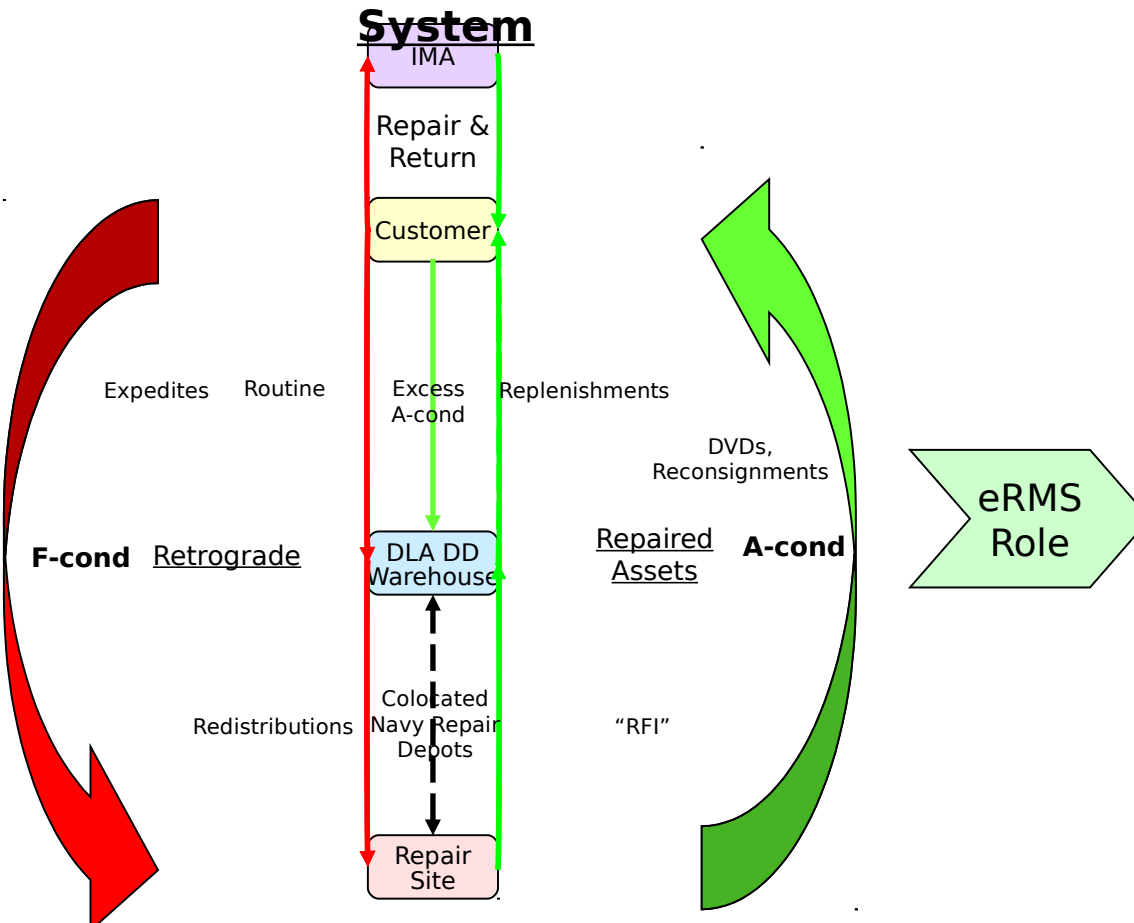 System
IMA
Repair &
Return
Customer
Expedites
Routine
Excess
A-cond
Replenishments
DVDs,
Reconsignments
F-cond
Retrograde
DLA DD
Warehouse
Repaired
Assets
A-cond
eRMS
Role
Redistributions
Colocated
Navy Repair
Depots
“RFI”
Repair
Site